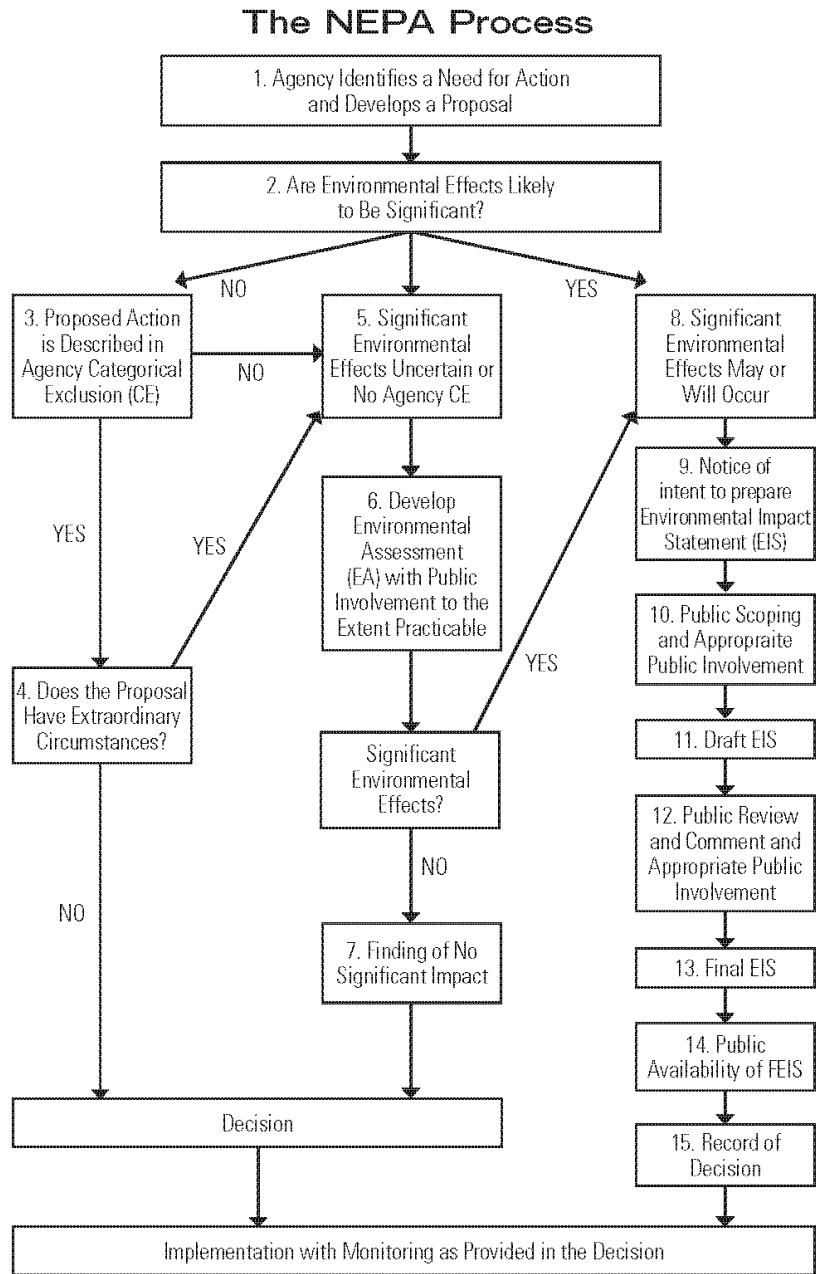 The NEPA Process
1. Agency Identifies a Need for Action
and Develops a Proposal
2. Are Environmental Effects Likely
to Be Significant?
NO
YES
3. Proposed Action
is Described in
Agency Categorical
Exclusion (CE)
NO
5. Significant
Environmental
Effects Uncertain or
No Agency CE
8. Significant
Environmental
Effects May or
Will Occur
YES
YES
6. Develop
Environmental
Assessment
(EA) with Public
Involvement to the
Extent Practicable
9. Notice of
intent to prepare
Environmental Impact
Statement (EIS)
YES
10. Public Scoping
and Appropraite
Public Involvement
4. Does the Proposal
Have Extraordinary
Circumstances?
Significant
Environmental
Effects?
11. Draft EIS
12. Public Review
and Comment and
Appropriate Public
Involvement
NO
NO
7. Finding of No
Significant Impact
13. Final EIS
14. Public
Availability of FEIS
Decision
15. Record of
Decision
Implementation with Monitoring as Provided in the Decision